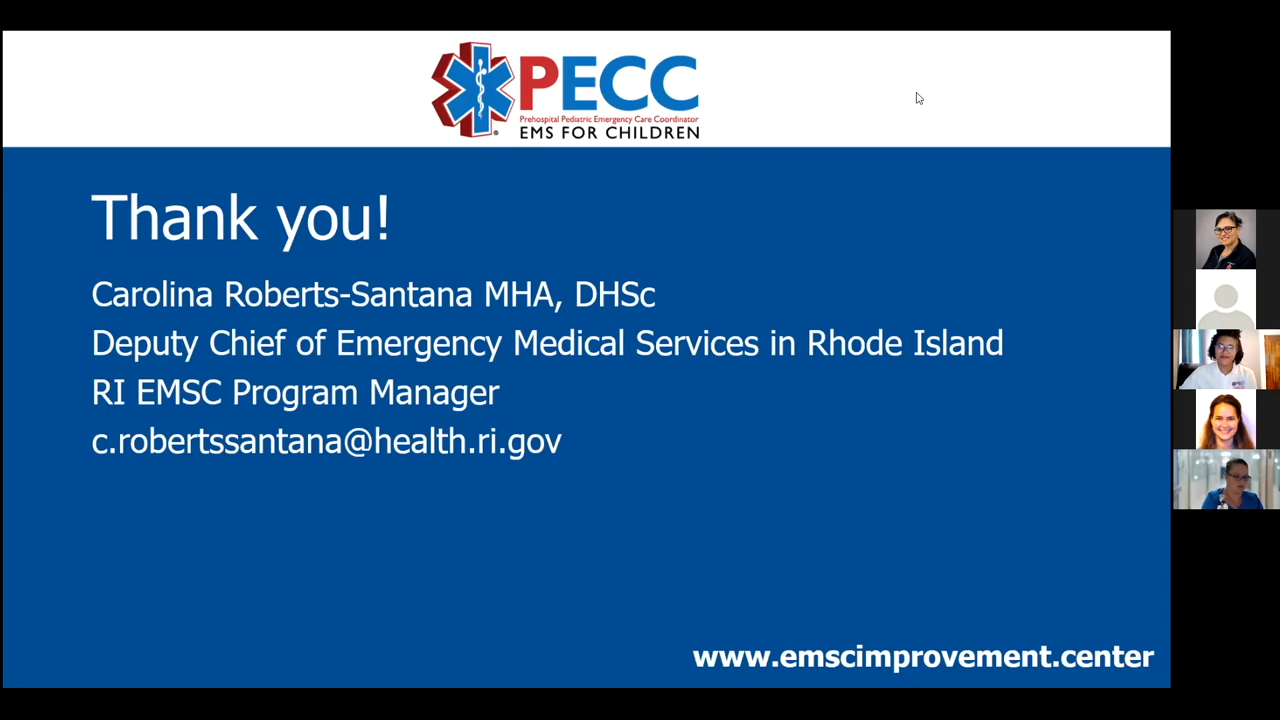 PECC
Prehospital Pediatric Emergency Care Coordinator
EMS FOR CHILDREN
Thank you!
Carolina Roberts-Santana MHA, DHSc
Deputy Chief of Emergency Medical Services in Rhode Island
RI EMSC Program Manager
c.robertssantana@health.ri.gov
www.emscimprovement.center